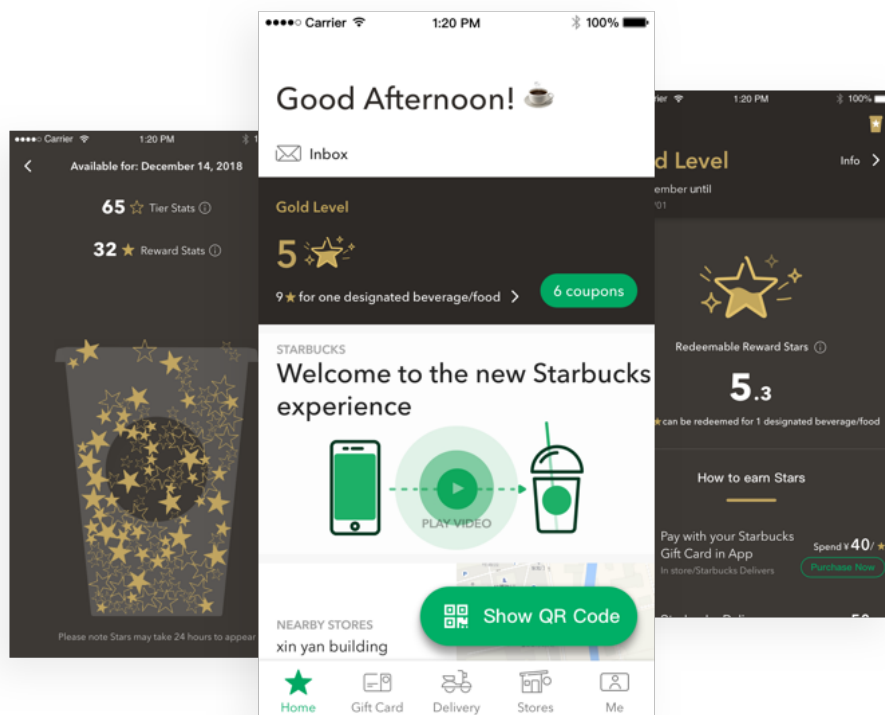 Carrier 1:20 PM
Available for: December 14, 2018
65 Tier Stats
32 Reward Stats
Please note Stars may take 24 hours to appear
Carrier 1:20 PM 100%
Good Afternoon!
Inbox
Gold Level
5
9★ for one designated beverage/food
6 coupons
STARBUCKS
Welcome to the new Starbucks
experience
PLAY VIDEO
NEARBY STORES
xin yan building
Show QR Code
Home Gift Card Delivery Stores Me
1:20 PM 100%
Level
Info
until
Redeemable Reward Stars
5.3
★can be redeemed for 1 designated beverage/food
How to earn Stars
Pay with your Starbucks
Gift Card in App
In store/Starbucks Delivers
Spend ¥ 40/ ★
Purchase Now